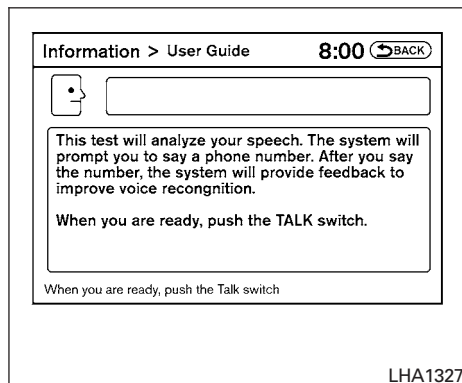 Information > User Guide 8:00 BACK
This test will analyze your speech. The system will
prompt you to say a phone number. After you say
the number, the system will provide feedback to
improve voice recongnition.
When you are ready, push the TALK switch.
When you are ready, push the Talk switch
LHA1327